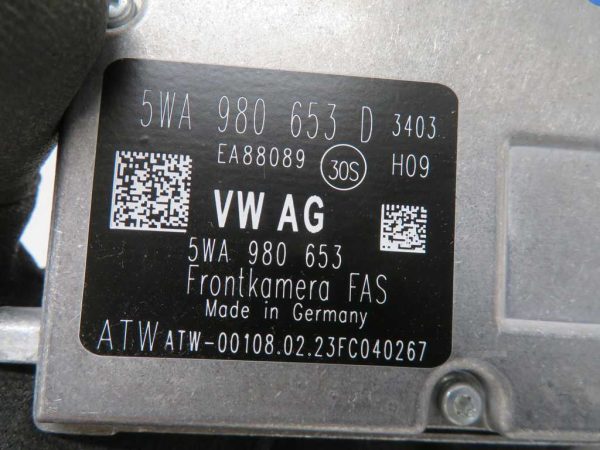 5WA 980 653 D 3403
EA88089 30S H09
VW AG
5WA 980 653
Frontkamera FAS
Made in Germany
ATW ATW-00108.02.23FC040267